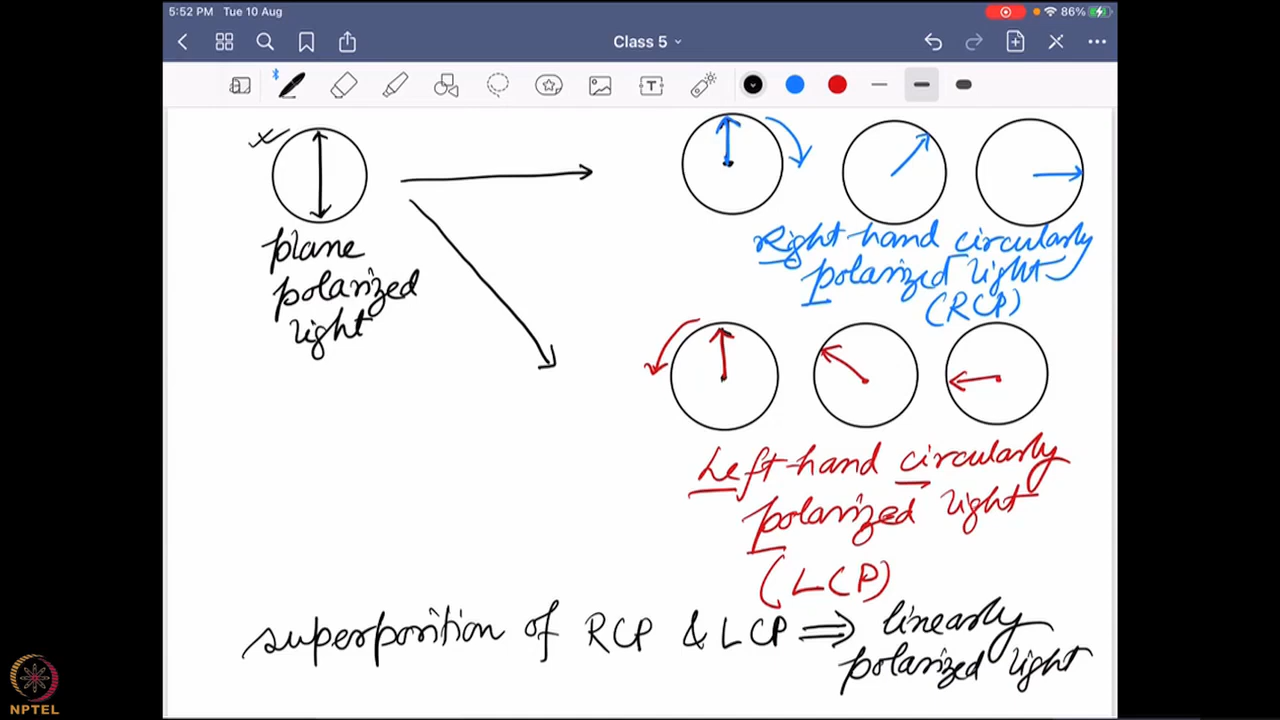 5:52 PM Tue 10 Aug
86%
Class 5
T
plane
polarized
light
Right-hand circularly
polarized light
(RCP)
Left-hand circularly
polarized light
(LCP)
superposition of RCP & LCP ⇒ linearly
polarized light
NPTEL